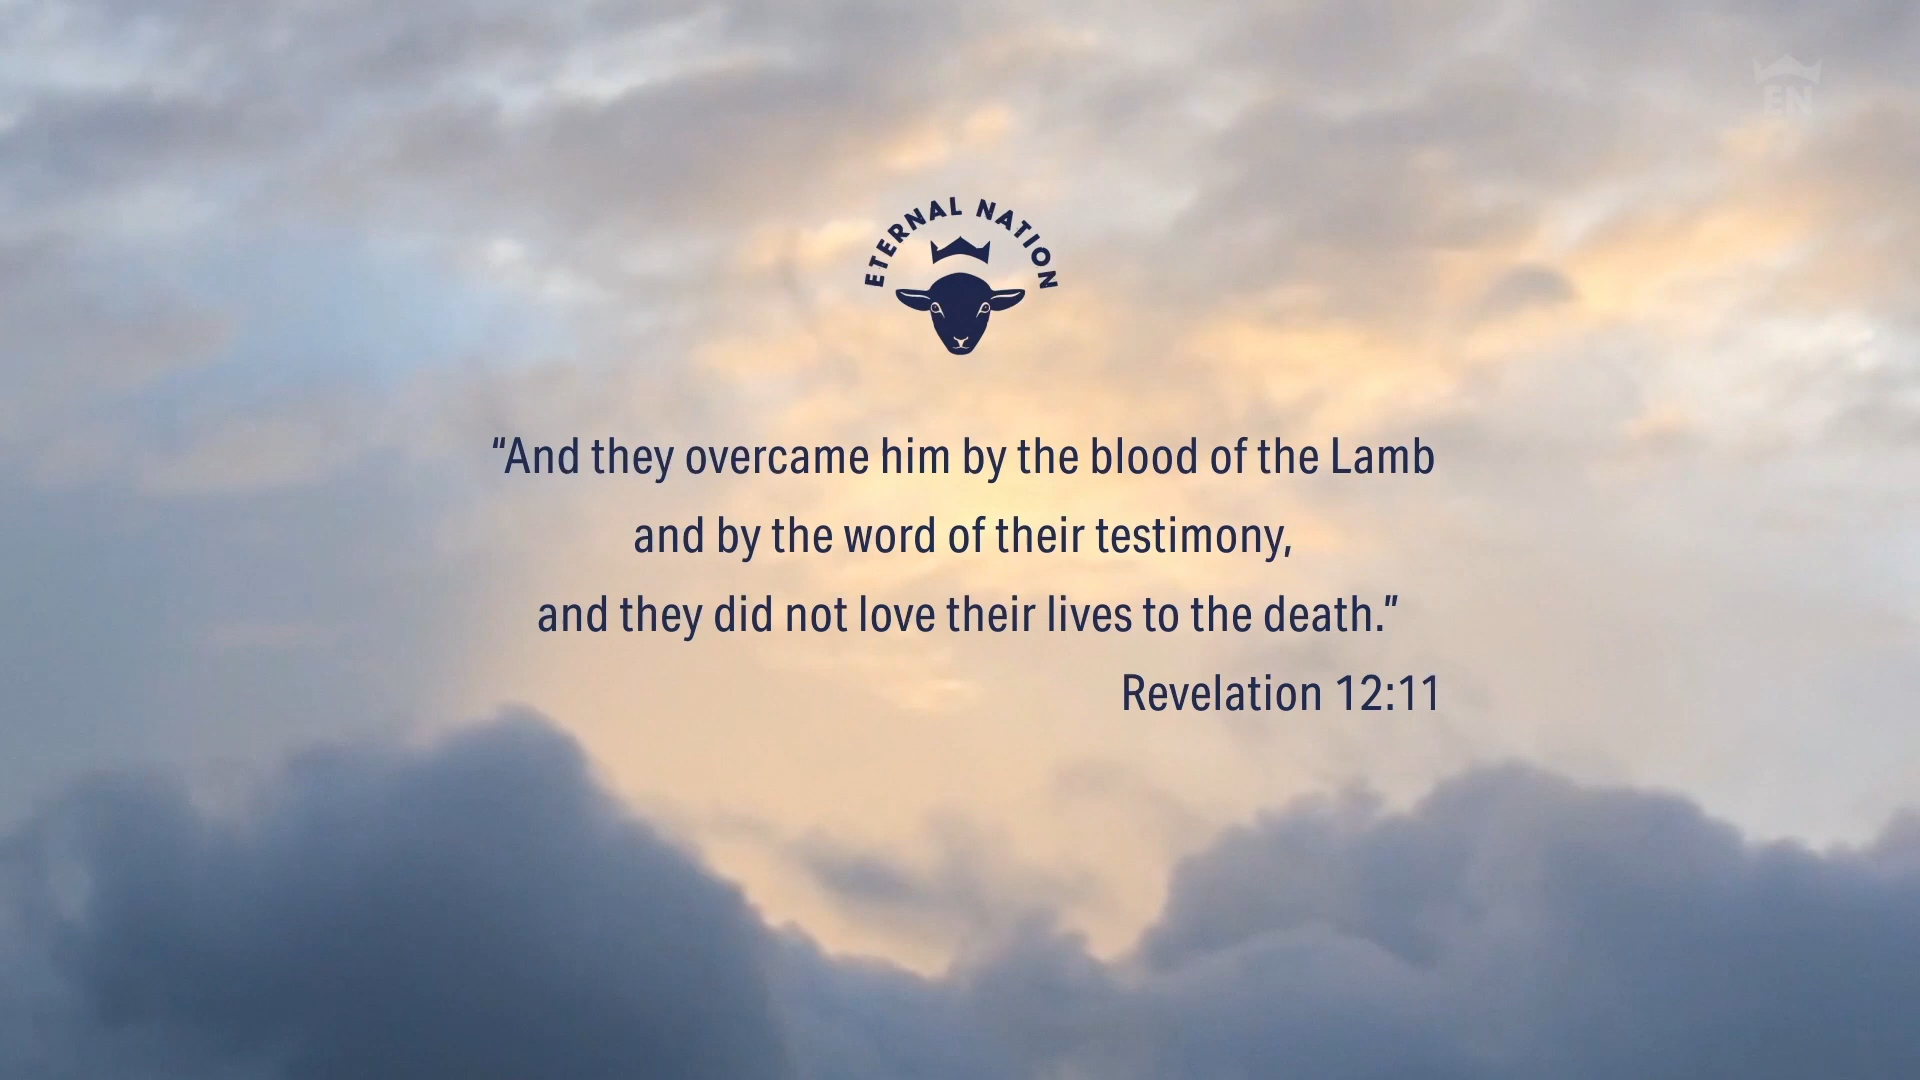 EN
ETERNAL NATION
“And they overcame him by the blood of the Lamb
and by the word of their testimony,
and they did not love their lives to the death.”
Revelation 12:11